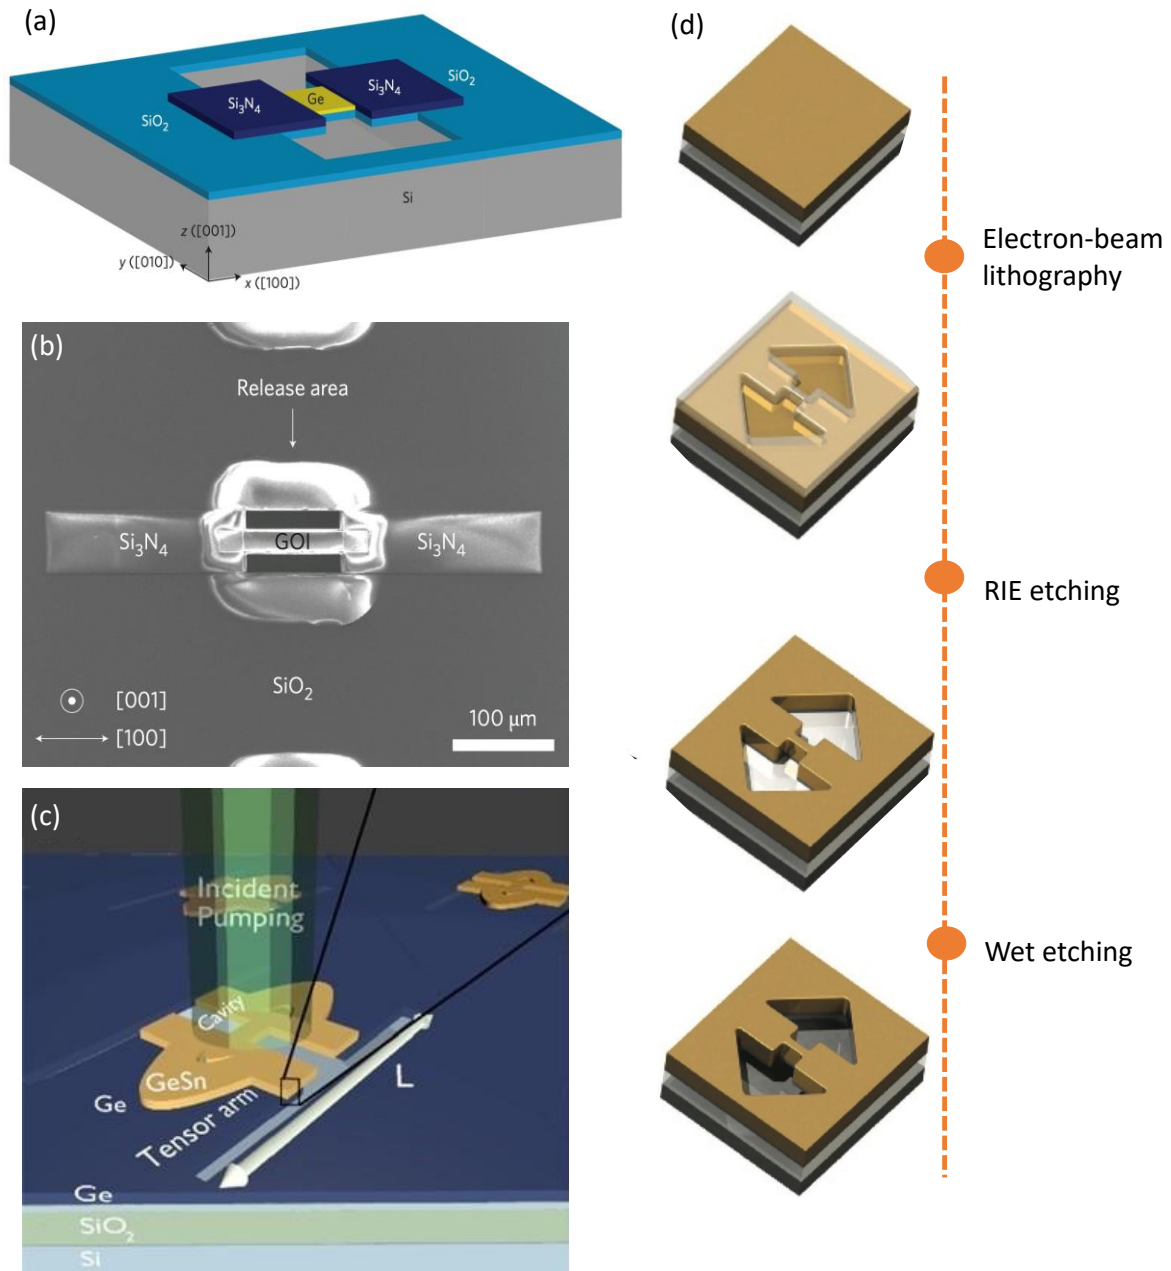 (a)
Si₃N₄
Ge
Si₃N₄
SiO₂
SiO₂
Si
z ([001])
y ([010])
x ([100])
(b)
Release area
Si₃N₄
GOI
Si₃N₄
SiO₂
[001]
[100]
100 μm
(c)
Incident
Pumping
Cavity
GeSn
Ge
Tensor arm
L
Ge
SiO₂
Si
(d)
Electron-beam
lithography
RIE etching
Wet etching